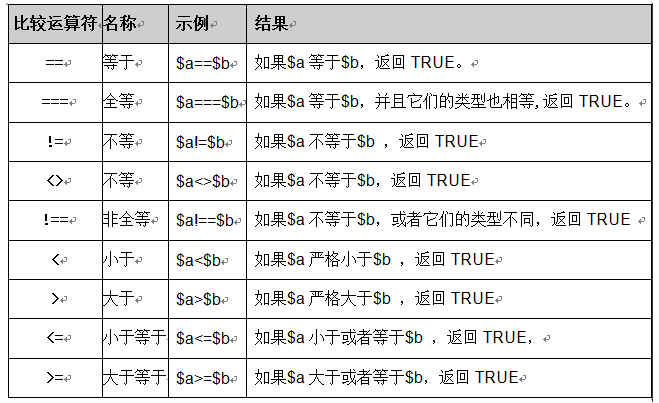 比较运算符 名称 示例 结果
== 等于 $a==$b 如果$a 等于$b，返回 TRUE。
=== 全等 $a===$b 如果$a 等于$b，并且它们的类型也相等,返回 TRUE。
!= 不等 $a!=$b 如果$a 不等于$b ，返回 TRUE
<> 不等 $a<>$b 如果$a 不等于$b，返回 TRUE
!== 非全等 $a!==$b 如果$a 不等于$b，或者它们的类型不同，返回 TRUE
< 小于 $a<$b 如果$a 严格小于$b ，返回 TRUE
> 大于 $a>$b 如果$a 严格大于$b ，返回 TRUE
<= 小于等于 $a<=$b 如果$a 小于或者等于$b ，返回 TRUE，
>= 大于等于 $a>=$b 如果$a 大于或者等于$b，返回 TRUE